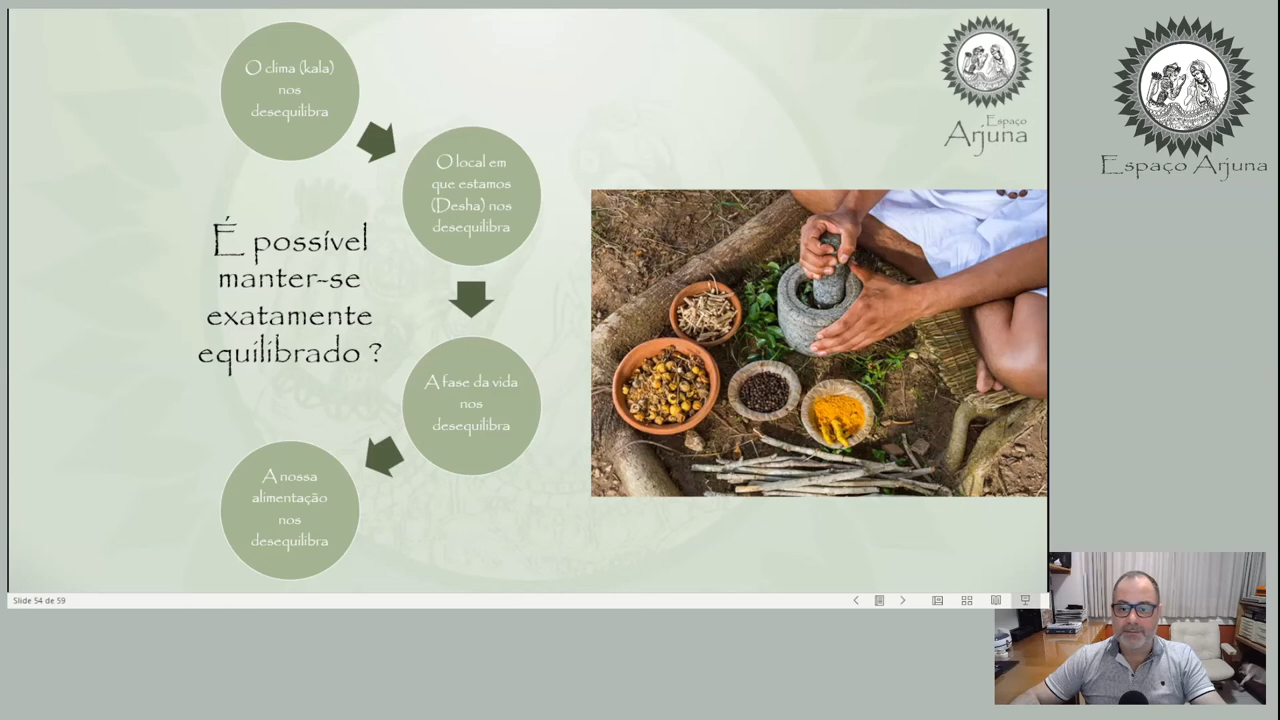 O clima (kala)
nos
desequilibra
O local em
que estamos
(Desha) nos
desequilibra
É possível
manter-se
exatamente
equilibrado ?
A fase da vida
nos
desequilibra
A nossa
alimentação
nos
desequilibra
Espaço
Arjuna
Espaço Arjuna
Slide 54 de 59